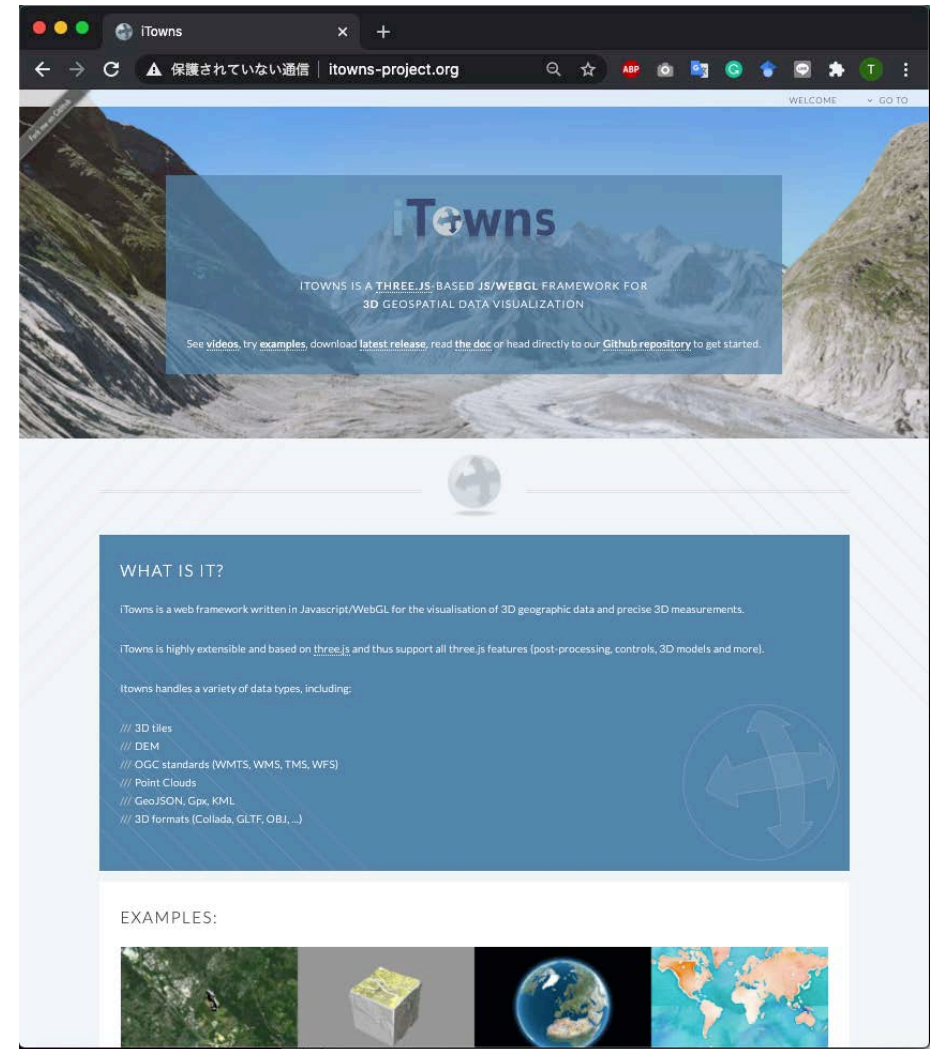 iTowns
保護されていない通信 | itowns-project.org
ABP
T
WELCOME
GO TO
Fork me on GitHub
iTowns
ITOWNS IS A THREE.JS-BASED JS/WEBGL FRAMEWORK FOR
3D GEOSPATIAL DATA VISUALIZATION
See videos, try examples, download latest release, read the doc or head directly to our Github repository to get started.
WHAT IS IT?
iTowns is a web framework written in Javascript/WebGL for the visualisation of 3D geographic data and precise 3D measurements.
iTowns is highly extensible and based on three.js and thus support all three.js features (post-processing, controls, 3D models and more).
Itowns handles a variety of data types, including:
/// 3D tiles
/// DEM
/// OGC standards (WMTS, WMS, TMS, WFS)
/// Point Clouds
/// GeoJSON, Gpx, KML
/// 3D formats (Collada, GLTF, OBJ, ...)
EXAMPLES: